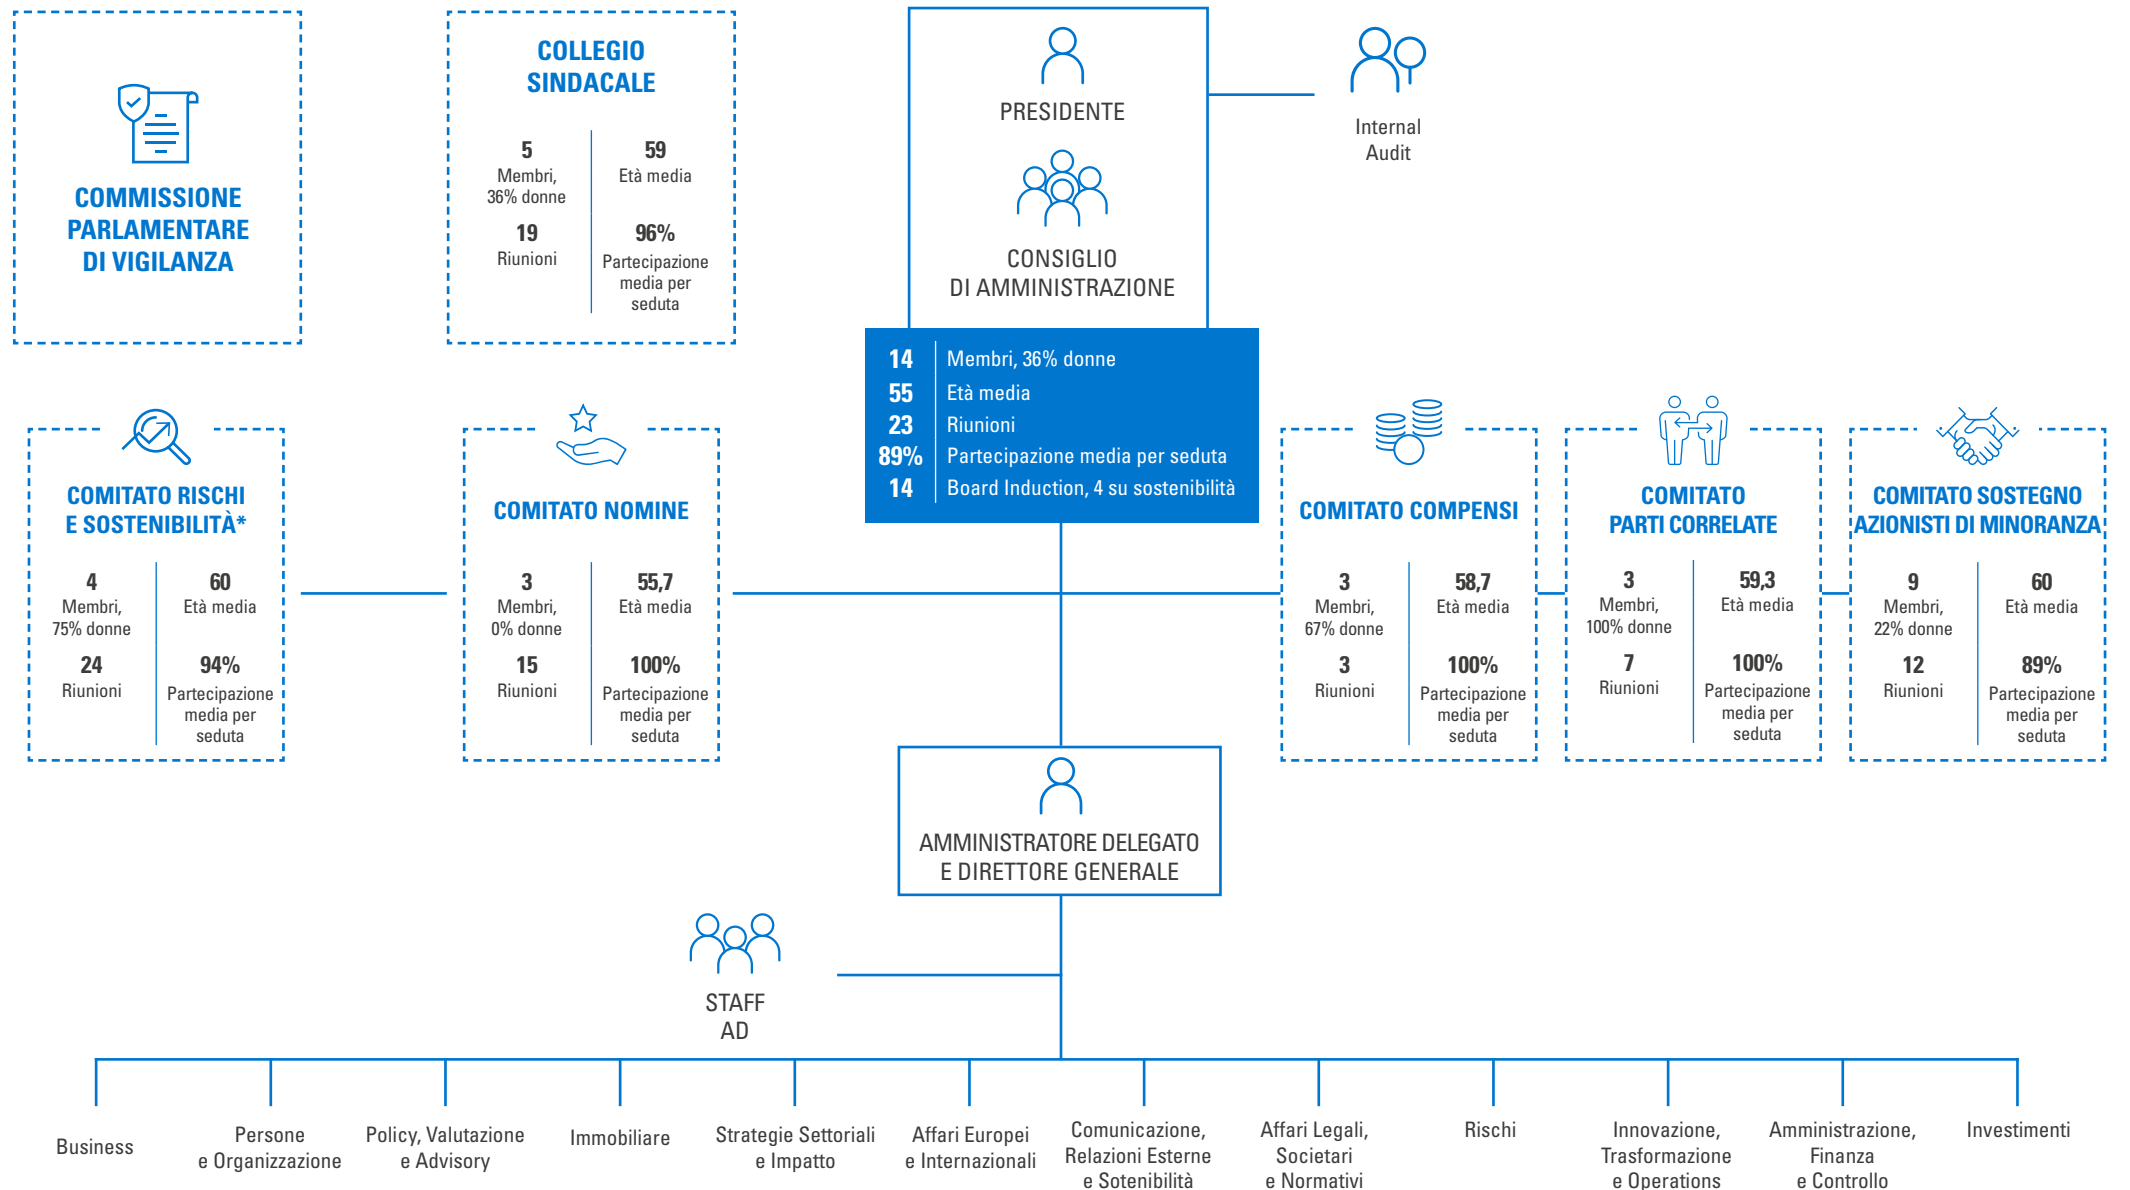 COMMISSIONE
PARLAMENTARE
DI VIGILANZA
COLLEGIO
SINDACALE
5
Membri,
36% donne
59
Età media
19
Riunioni
96%
Partecipazione
media per
seduta
PRESIDENTE
CONSIGLIO
DI AMMINISTRAZIONE
Internal
Audit
14 Membri, 36% donne
55 Età media
23 Riunioni
89% Partecipazione media per seduta
14 Board Induction, 4 su sostenibilità
COMITATO RISCHI
E SOSTENIBILITÀ*
4
Membri,
75% donne
60
Età media
24
Riunioni
94%
Partecipazione
media per
seduta
COMITATO NOMINE
3
Membri,
0% donne
55,7
Età media
15
Riunioni
100%
Partecipazione
media per
seduta
COMITATO COMPENSI
3
Membri,
67% donne
58,7
Età media
3
Riunioni
100%
Partecipazione
media per
seduta
COMITATO
PARTI CORRELATE
3
Membri,
100% donne
59,3
Età media
7
Riunioni
100%
Partecipazione
media per
seduta
COMITATO SOSTEGNO
AZIONISTI DI MINORANZA
9
Membri,
22% donne
60
Età media
12
Riunioni
89%
Partecipazione
media per
seduta
AMMINISTRATORE DELEGATO
E DIRETTORE GENERALE
STAFF
AD
Business
Persone
e Organizzazione
Policy, Valutazione
e Advisory
Immobiliare
Strategie Settoriali
e Impatto
Affari Europei
e Internazionali
Comunicazione,
Relazioni Esterne
e Sotenibilità
Affari Legali,
Societari
e Normativi
Rischi
Innovazione,
Trasformazione
e Operations
Amministrazione,
Finanza
e Controllo
Investimenti